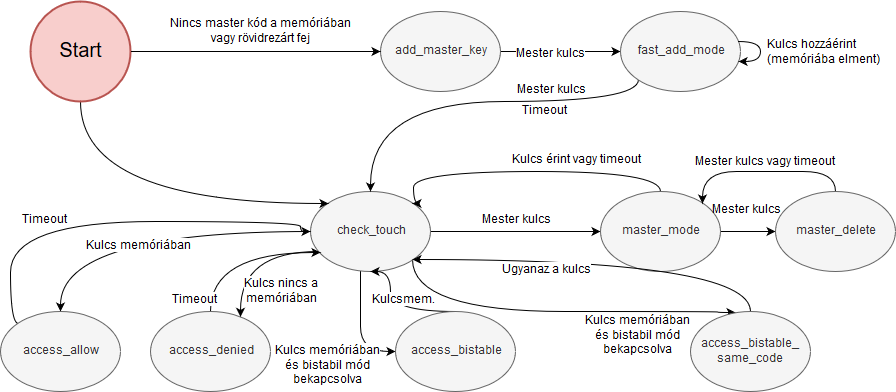 Start
Nincs master kód a memóriában
vagy rövidrezárt fej
add_master_key
Mester kulcs
fast_add_mode
Kulcs hozzáérint
(memóriába elment)
Mester kulcs
Timeout
Kulcs érint vagy timeout
Mester kulcs vagy timeout
Timeout
check_touch
Mester kulcs
master_mode
Mester kulcs
master_delete
Kulcs memóriában
Ugyanaz a kulcs
Timeout
Kulcs nincs a
memóriában
Kulcsmem.
access_allow
access_denied
Kulcs memóriában
és bistabil mód
bekapcsolva
access_bistable
Kulcs memóriában
és bistabil mód
bekapcsolva
access_bistable_
same_code